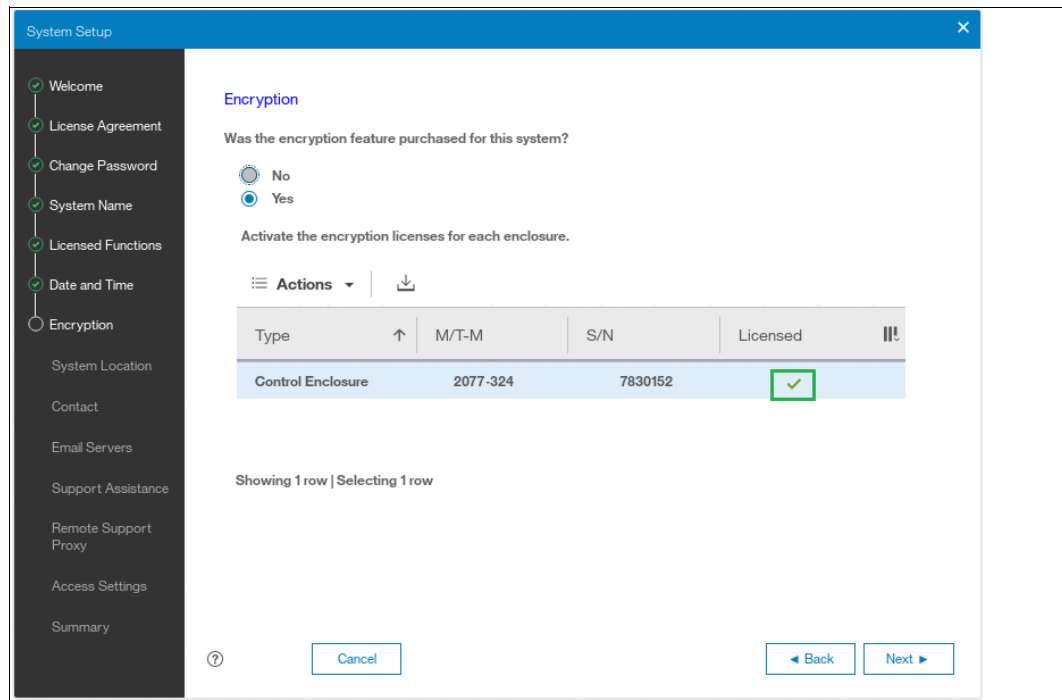 System Setup
Welcome
License Agreement
Change Password
System Name
Licensed Functions
Date and Time
Encryption
System Location
Contact
Email Servers
Support Assistance
Remote Support
Proxy
Access Settings
Summary
Encryption
Was the encryption feature purchased for this system?
No
Yes
Activate the encryption licenses for each enclosure.
Actions
Type M/T-M S/N Licensed
Control Enclosure 2077-324 7830152
Showing 1 row | Selecting 1 row
Cancel
Back
Next